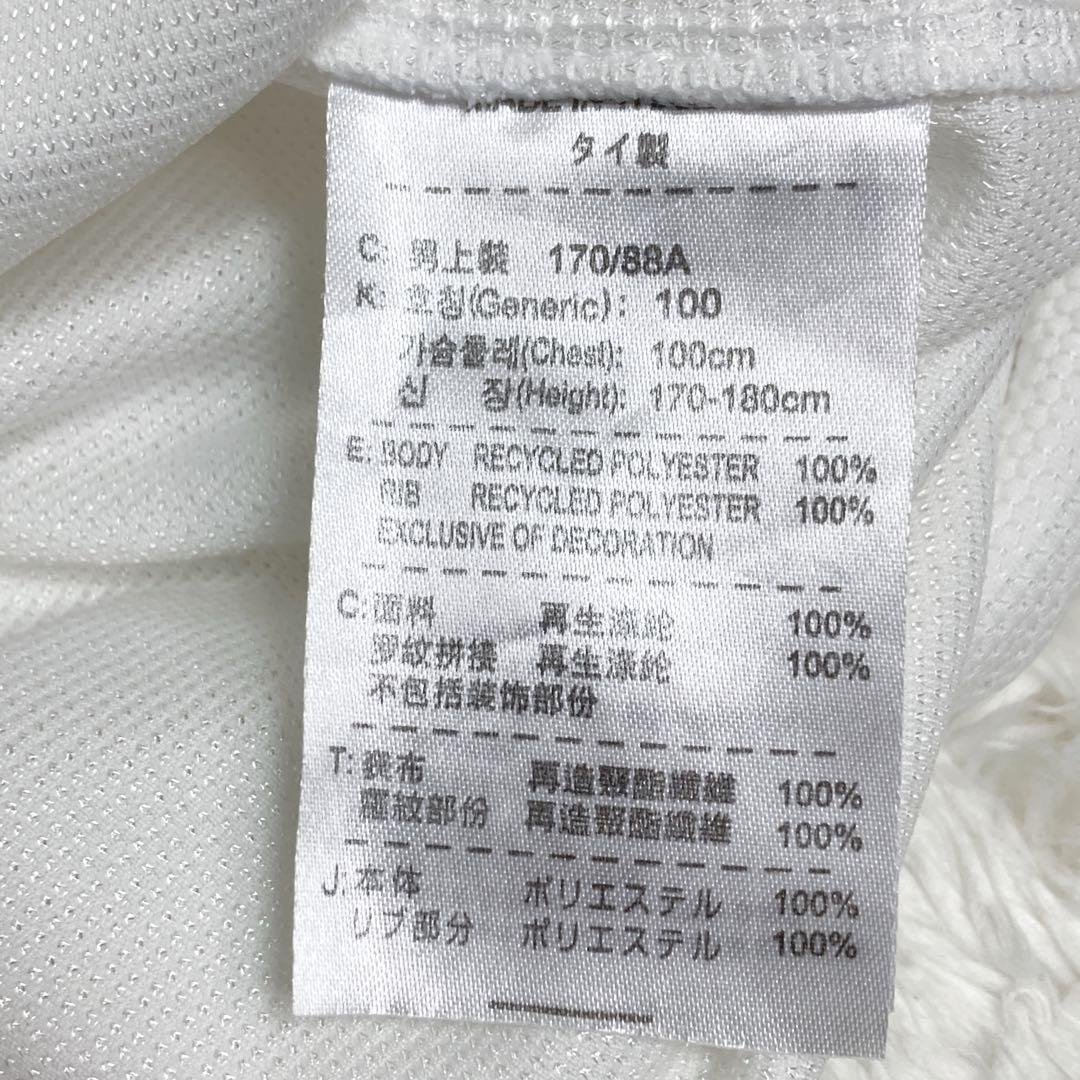 タイ製
C: 男上裝 170/88A
K: 호칭(Generic): 100
가슴둘레(Chest): 100cm
신 장(Height): 170-180cm
E: BODY RECYCLED POLYESTER 100%
RIB RECYCLED POLYESTER 100%
EXCLUSIVE OF DECORATION
C: 面料 再生涤纶 100%
罗纹拼接 再生涤纶 100%
不包括装饰部份
T: 表布 再造聚酯纖維 100%
羅紋部份 再造聚酯纖維 100%
J: 本体 ポリエステル 100%
リブ部分 ポリエステル 100%